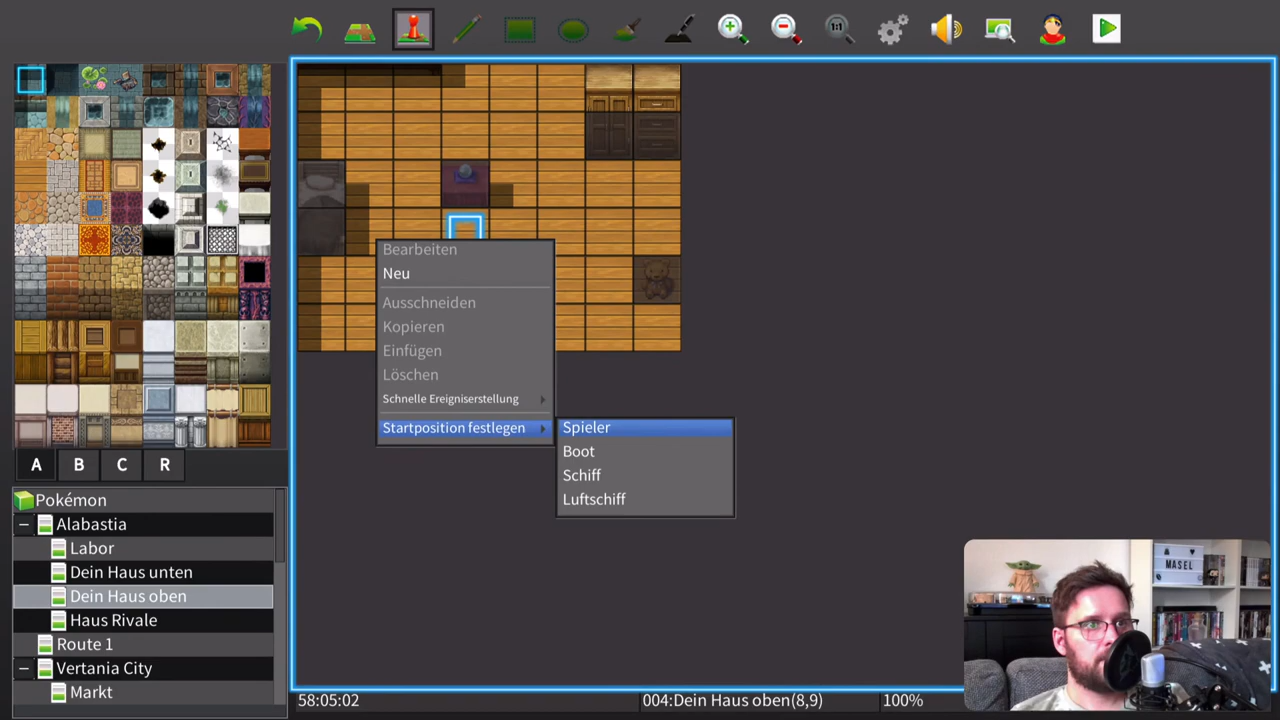 1:1
Bearbeiten
Neu
Ausschneiden
Kopieren
Einfügen
Löschen
Schnelle Ereigniserstellung
Startposition festlegen
Spieler
Boot
Schiff
Luftschiff
A B C R
Pokémon
Alabastia
Labor
Dein Haus unten
Dein Haus oben
Haus Rivale
Route 1
Vertania City
Markt
58:05:02
004:Dein Haus oben(8,9)
100%
MASEL